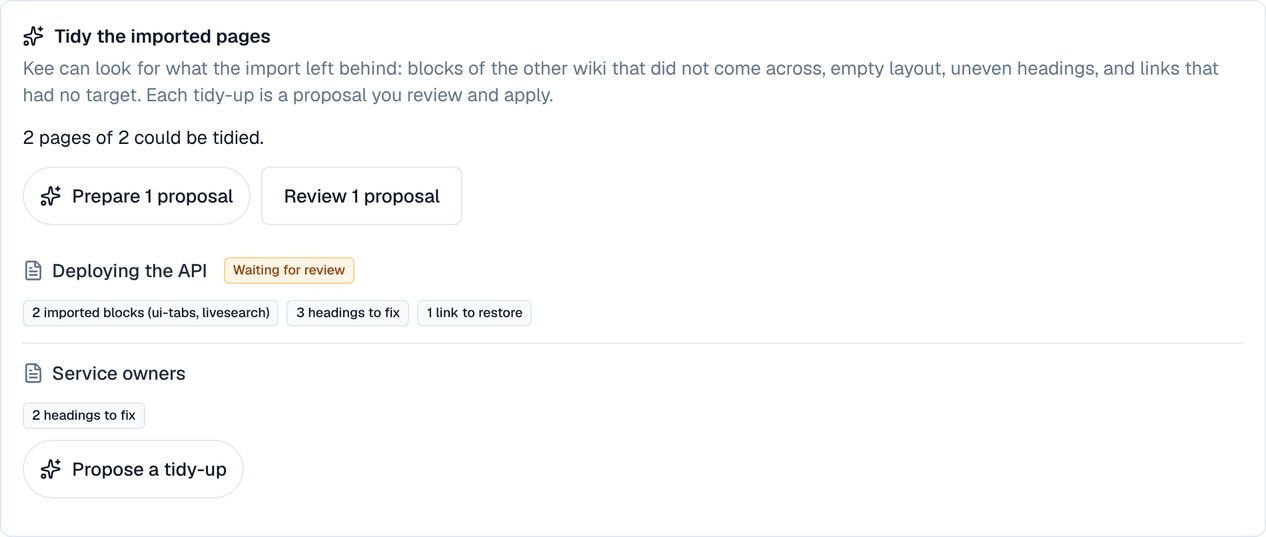 Tidy the imported pages
Kee can look for what the import left behind: blocks of the other wiki that did not come across, empty layout, uneven headings, and links that
had no target. Each tidy-up is a proposal you review and apply.
2 pages of 2 could be tidied.
Prepare 1 proposal
Review 1 proposal
Deploying the API
Waiting for review
2 imported blocks (ui-tabs, livesearch)
3 headings to fix
1 link to restore
Service owners
2 headings to fix
Propose a tidy-up